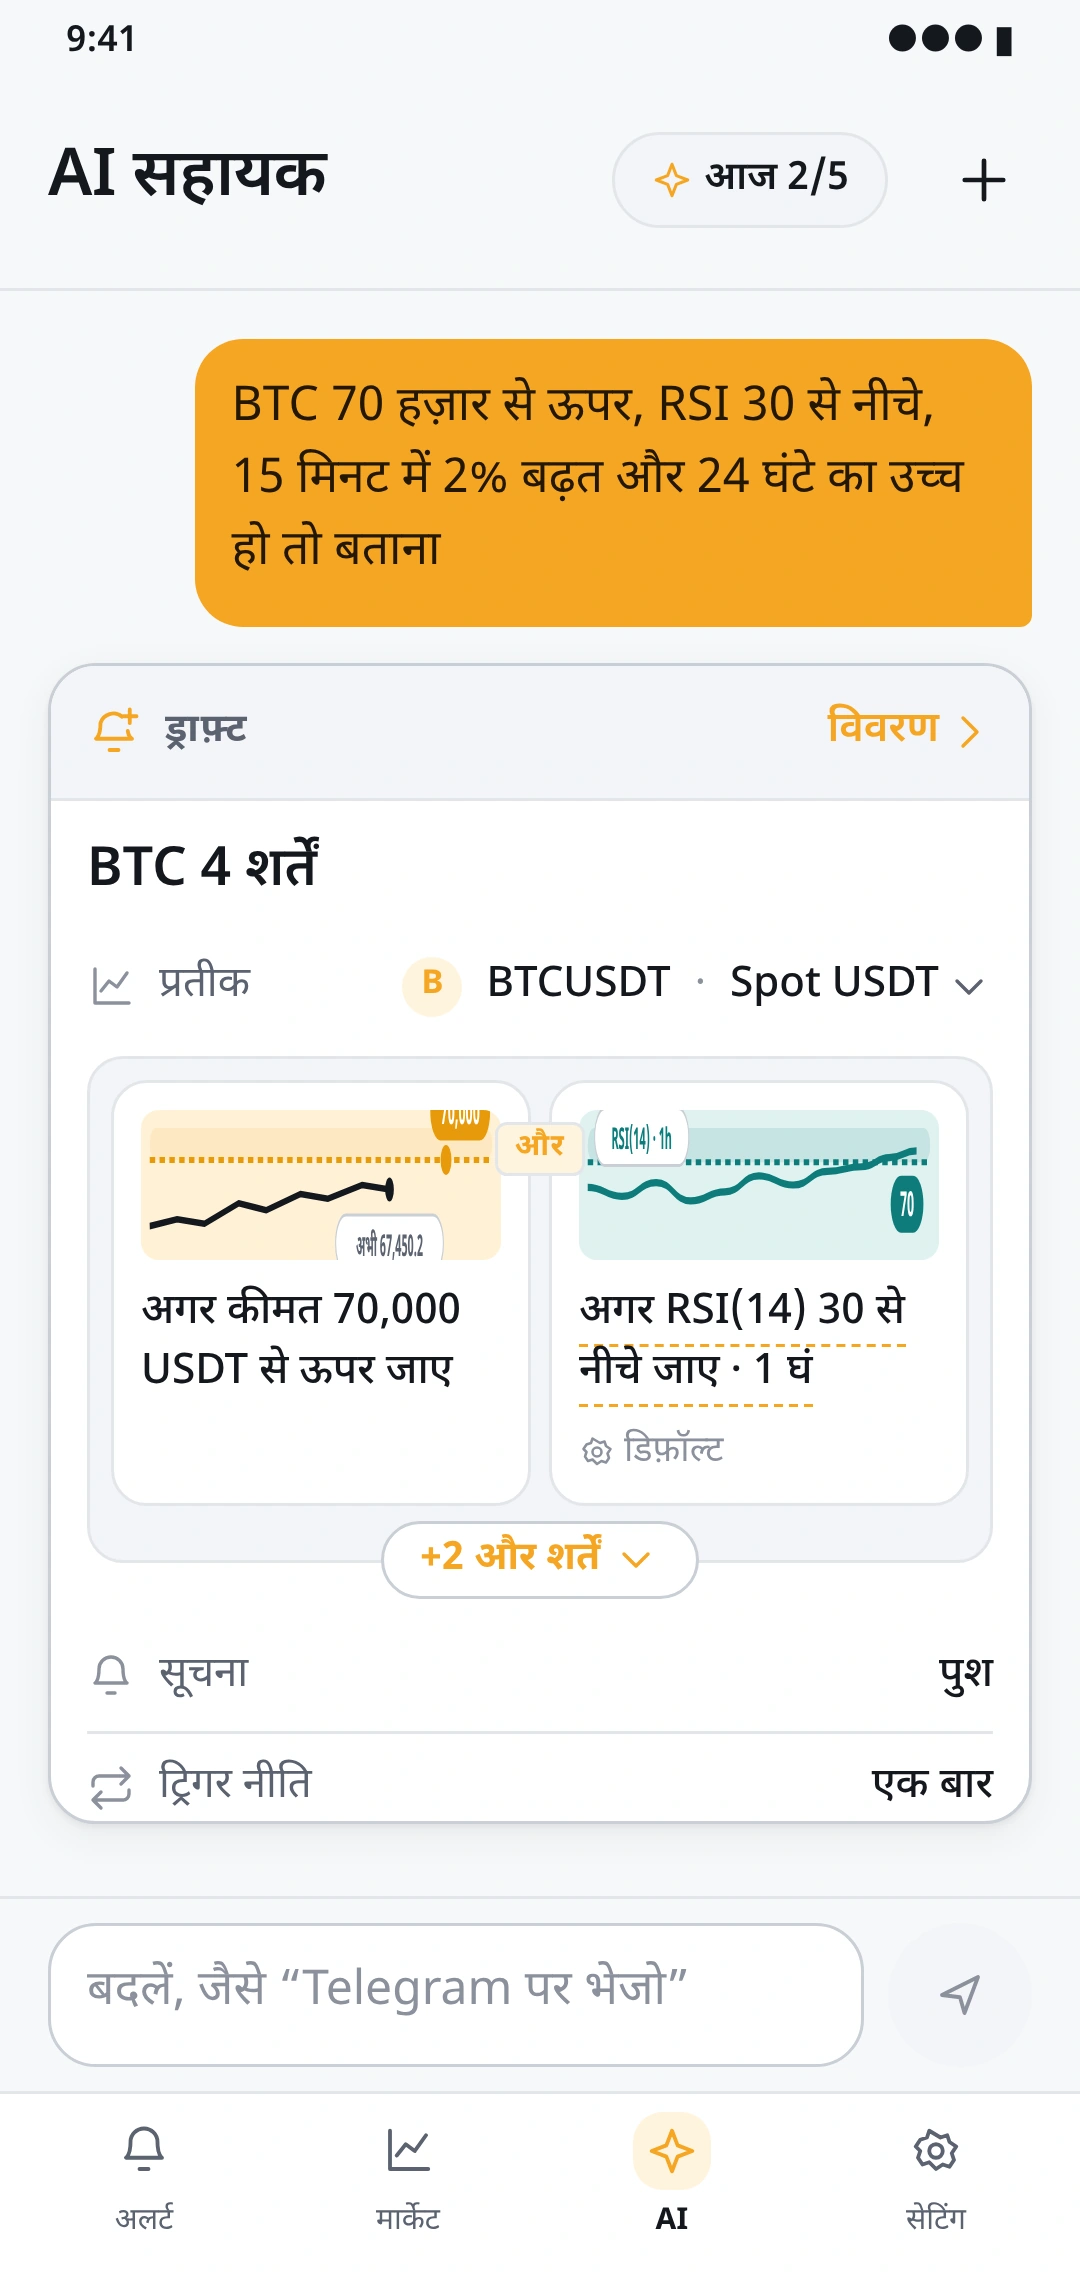 9:41
AI सहायक
आज 2/5
BTC 70 हज़ार से ऊपर, RSI 30 से नीचे,
15 मिनट में 2% बढ़त और 24 घंटे का उच्च
हो तो बताना
ड्राफ़्ट
विवरण
BTC 4 शर्तें
प्रतीक
B BTCUSDT · Spot USDT
70,000
अभी 67,450.2
और
RSI(14) · 1h
70
अगर कीमत 70,000
USDT से ऊपर जाए
अगर RSI(14) 30 से
नीचे जाए · 1 घं
डिफ़ॉल्ट
+2 और शर्तें
सूचना
पुश
ट्रिगर नीति
एक बार
बदलें, जैसे “Telegram पर भेजो”
अलर्ट
मार्केट
AI
सेटिंग